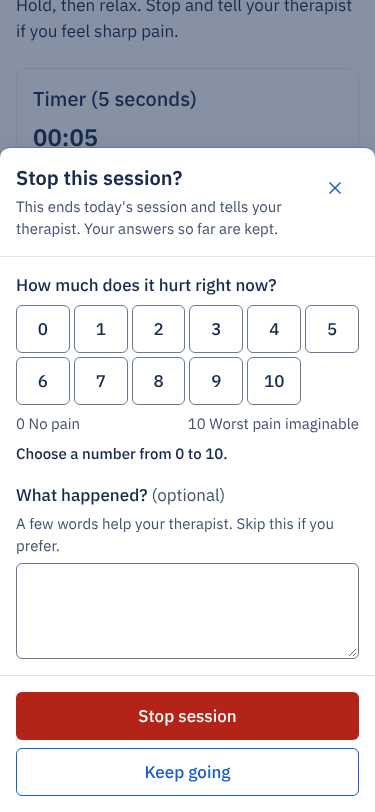 Hold, then relax. Stop and tell your therapist
if you feel sharp pain.
Timer (5 seconds)
00:05
Stop this session?
This ends today's session and tells your
therapist. Your answers so far are kept.
How much does it hurt right now?
0 1 2 3 4 5
6 7 8 9 10
0 No pain 10 Worst pain imaginable
Choose a number from 0 to 10.
What happened? (optional)
A few words help your therapist. Skip this if you
prefer.
Stop session
Keep going